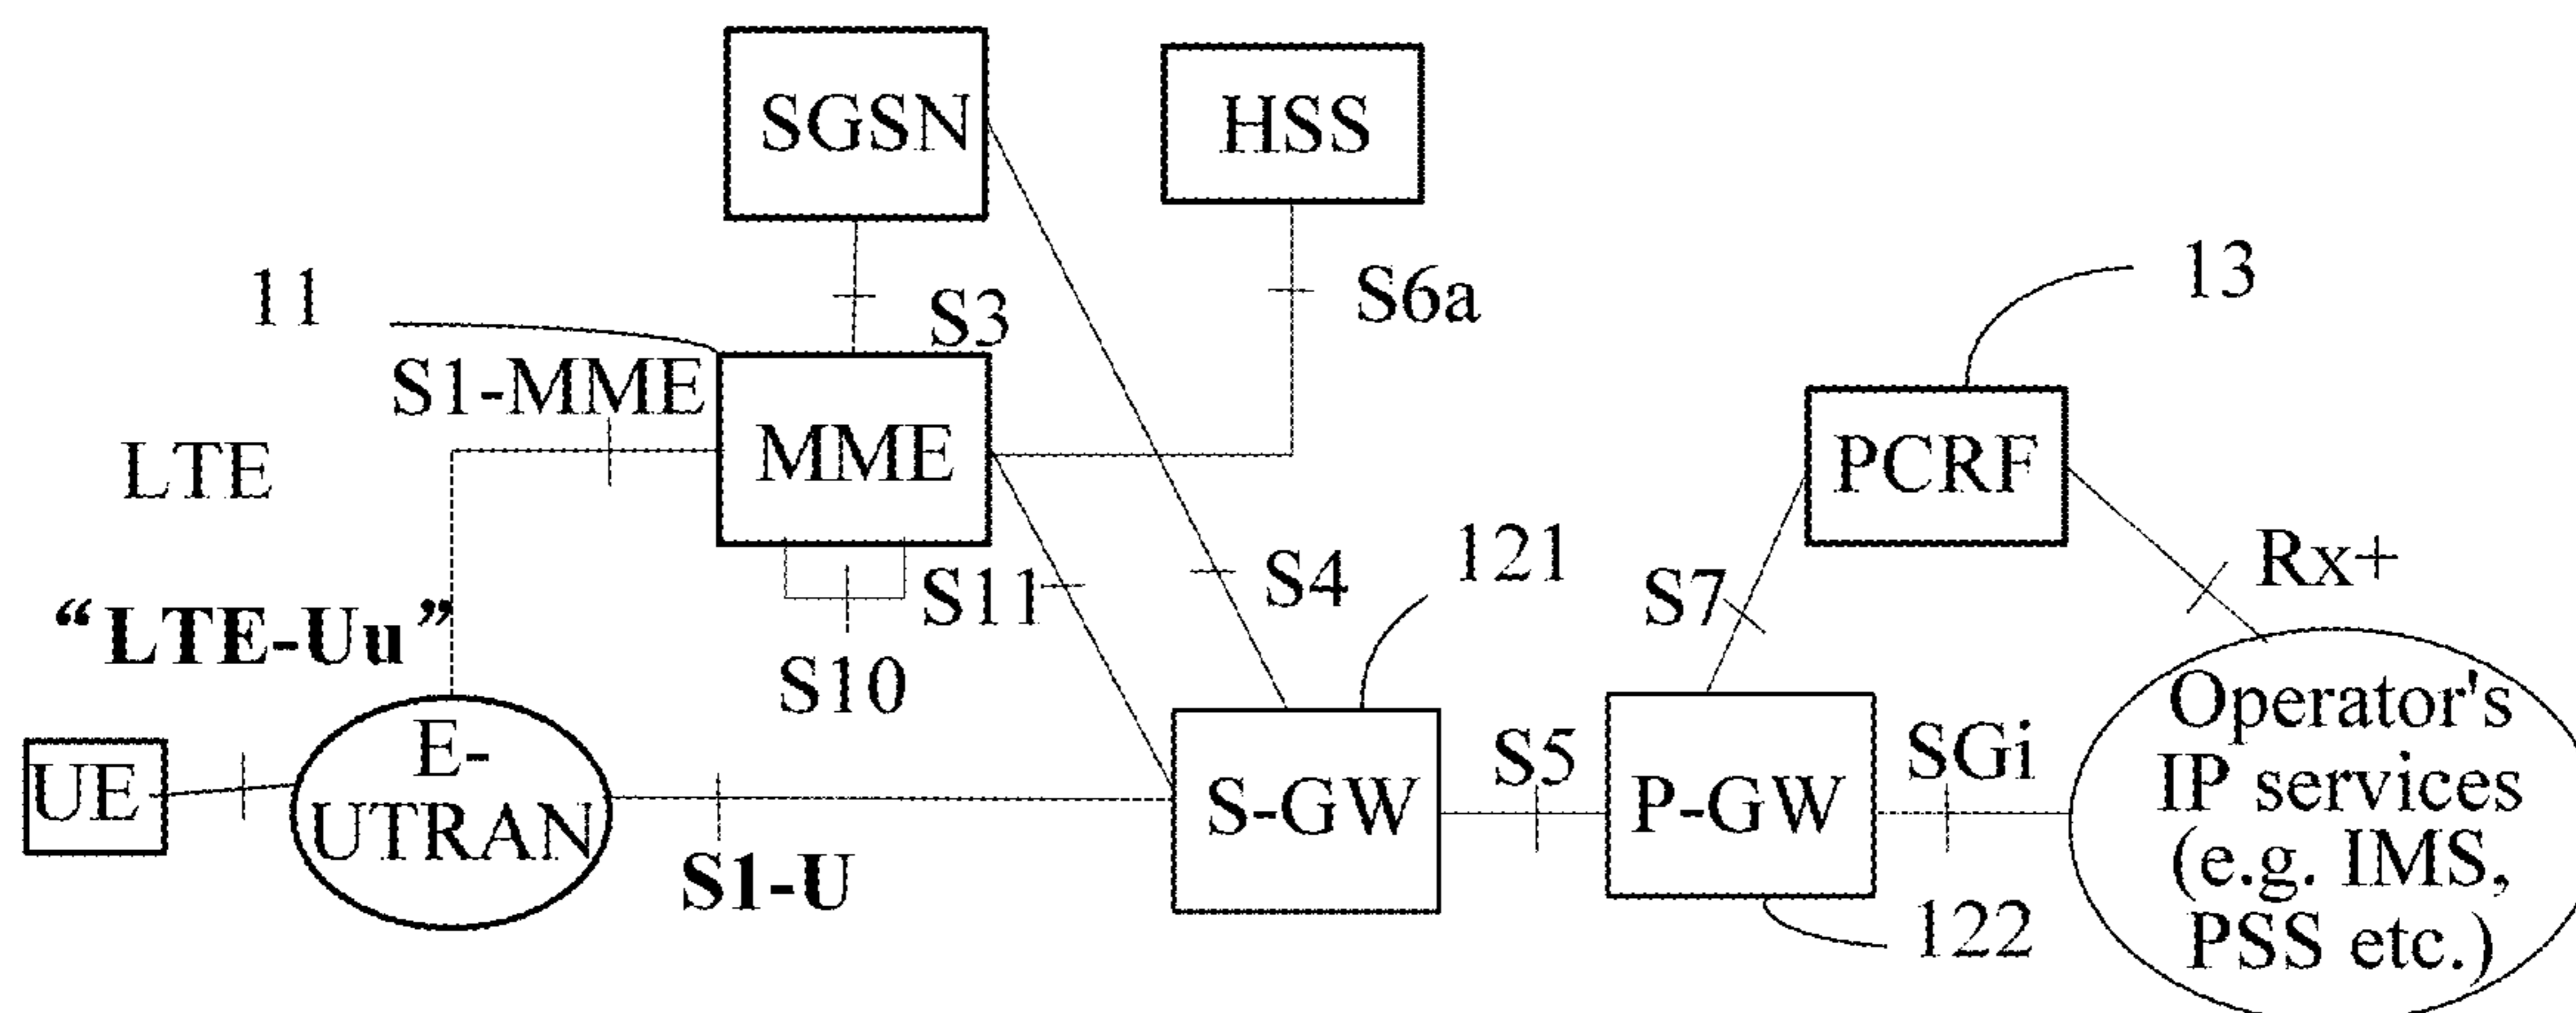 SGSN
HSS
11
S3
S6a
13
S1-MME
LTE
MME
PCRF
“LTE-Uu”
S10
S11
S4
121
S7
Rx+
UE
E-
UTRAN
S1-U
S-GW
S5
P-GW
SGi
122
Operator's
IP services
(e.g. IMS,
PSS etc.)